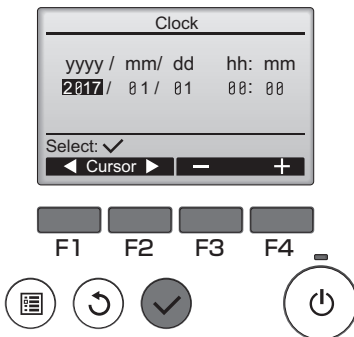 Clock
yyyy / mm/ dd hh: mm
2017 / 01/ 01 00: 00
Select: ✓
◀ Cursor ▶ − +
F1 F2 F3 F4